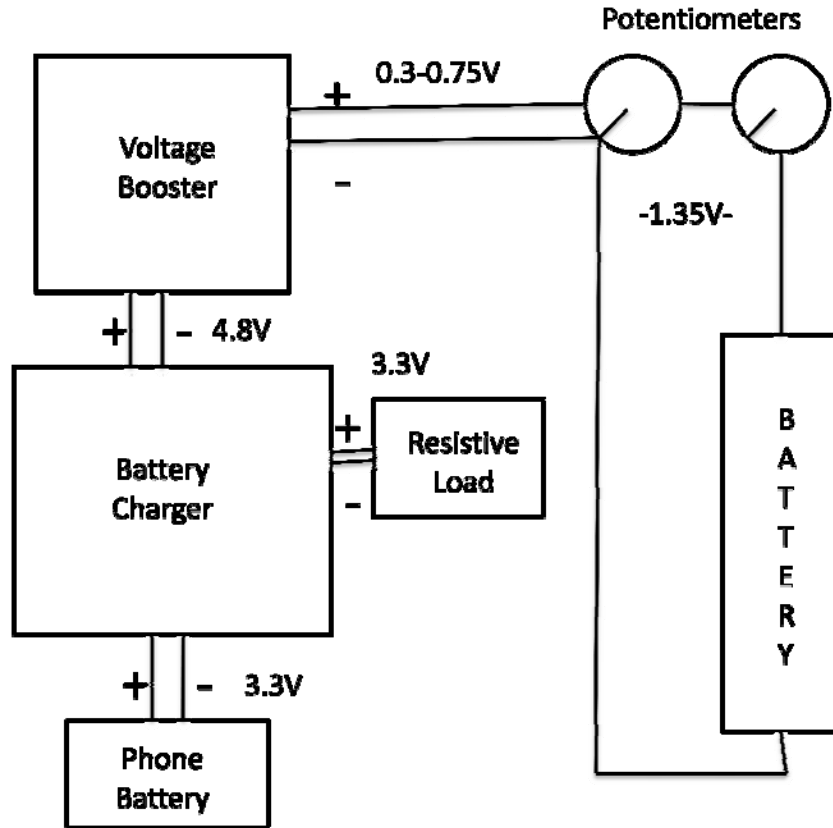 Potentiometers
+ 0.3-0.75V
Voltage
Booster
-
-1.35V-
+ - 4.8V
3.3V
+
Resistive
Load
-
Battery
Charger
B
A
T
T
E
R
Y
+ - 3.3V
Phone
Battery